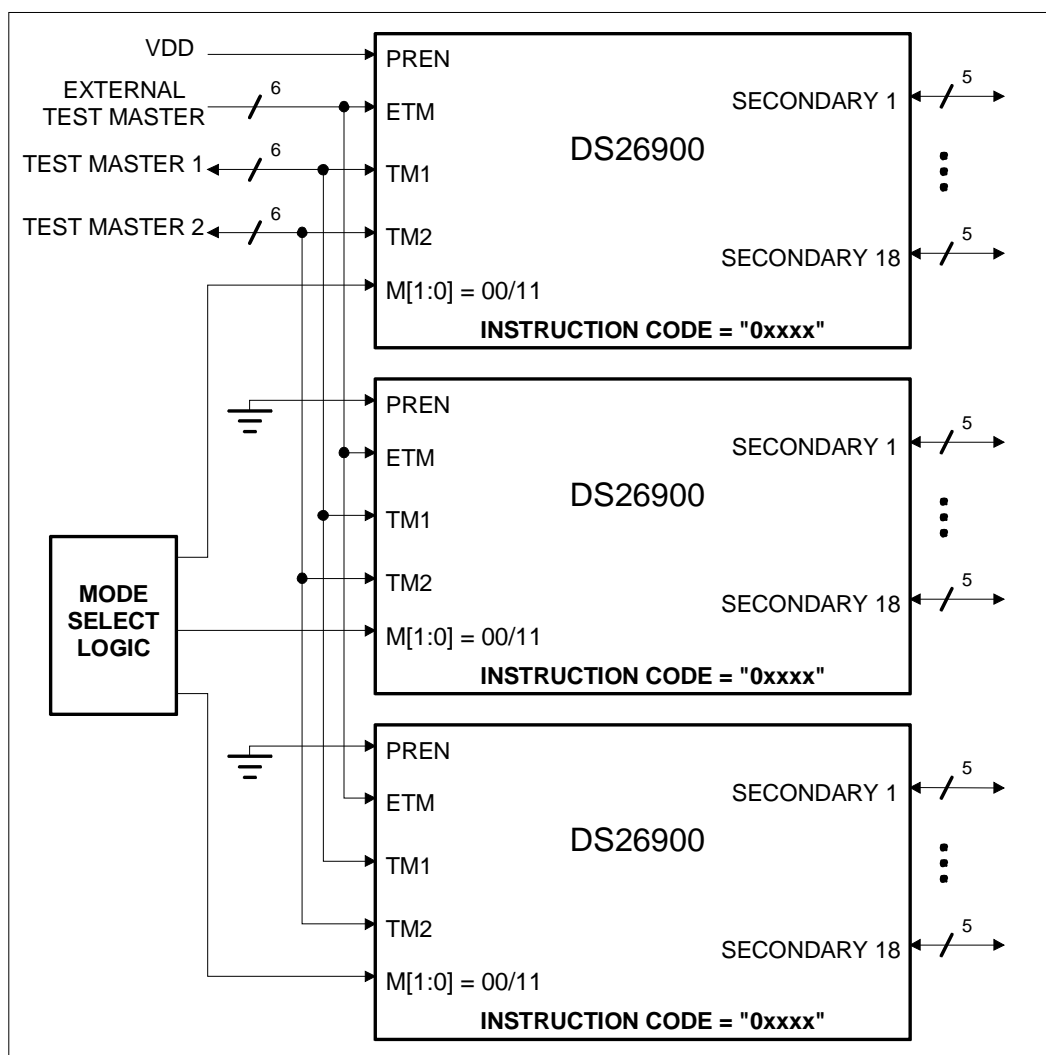 VDD
EXTERNAL
TEST MASTER
6
TEST MASTER 1
6
TEST MASTER 2
6
PREN
ETM
TM1
TM2
M[1:0] = 00/11
DS26900
SECONDARY 1
5
SECONDARY 18
5
INSTRUCTION CODE = "0xxxx"
PREN
ETM
TM1
TM2
M[1:0] = 00/11
DS26900
SECONDARY 1
5
SECONDARY 18
5
INSTRUCTION CODE = "0xxxx"
MODE
SELECT
LOGIC
PREN
ETM
TM1
TM2
M[1:0] = 00/11
DS26900
SECONDARY 1
5
SECONDARY 18
5
INSTRUCTION CODE = "0xxxx"